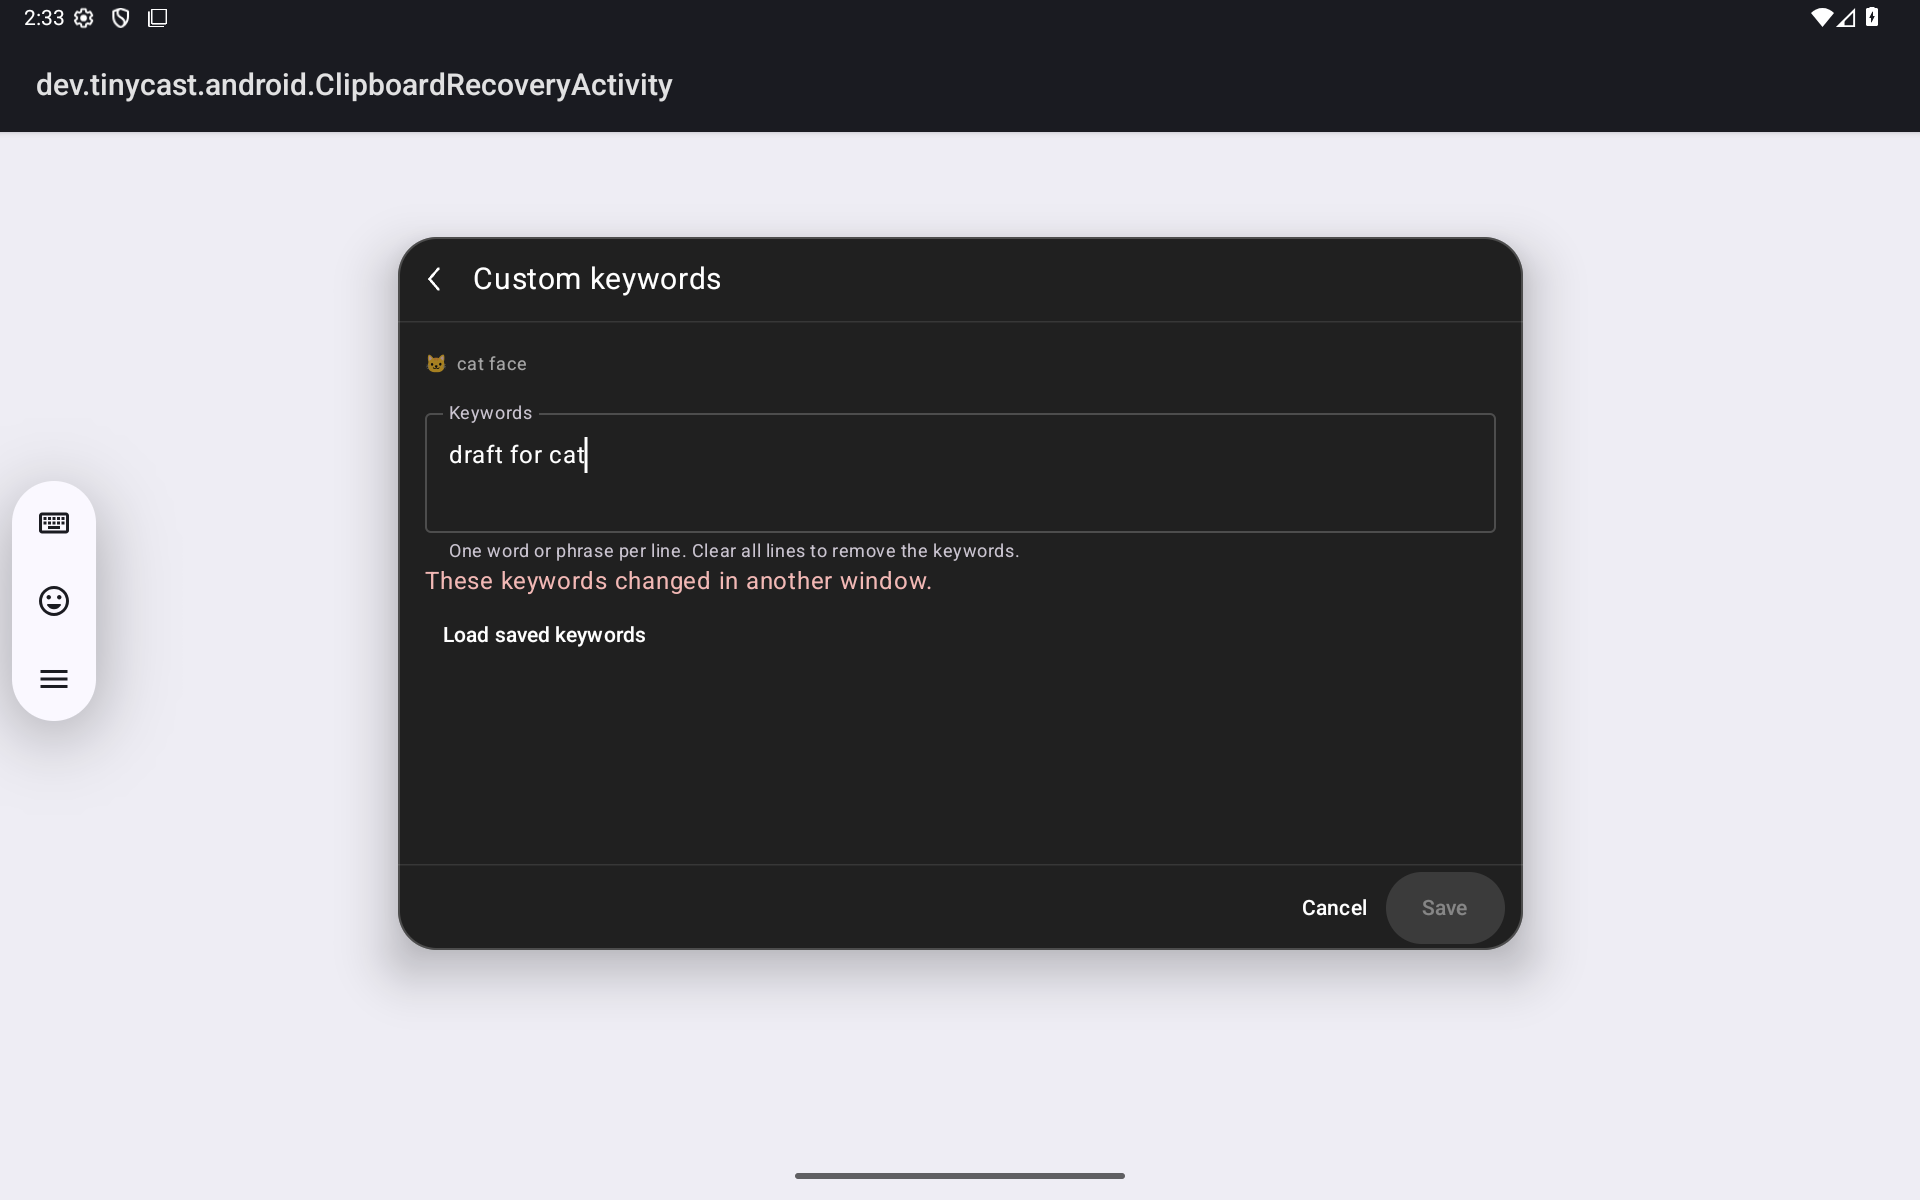 2:33
dev.tinycast.android.ClipboardRecoveryActivity
Custom keywords
cat face
Keywords
draft for cat
One word or phrase per line. Clear all lines to remove the keywords.
These keywords changed in another window.
Load saved keywords
Cancel Save